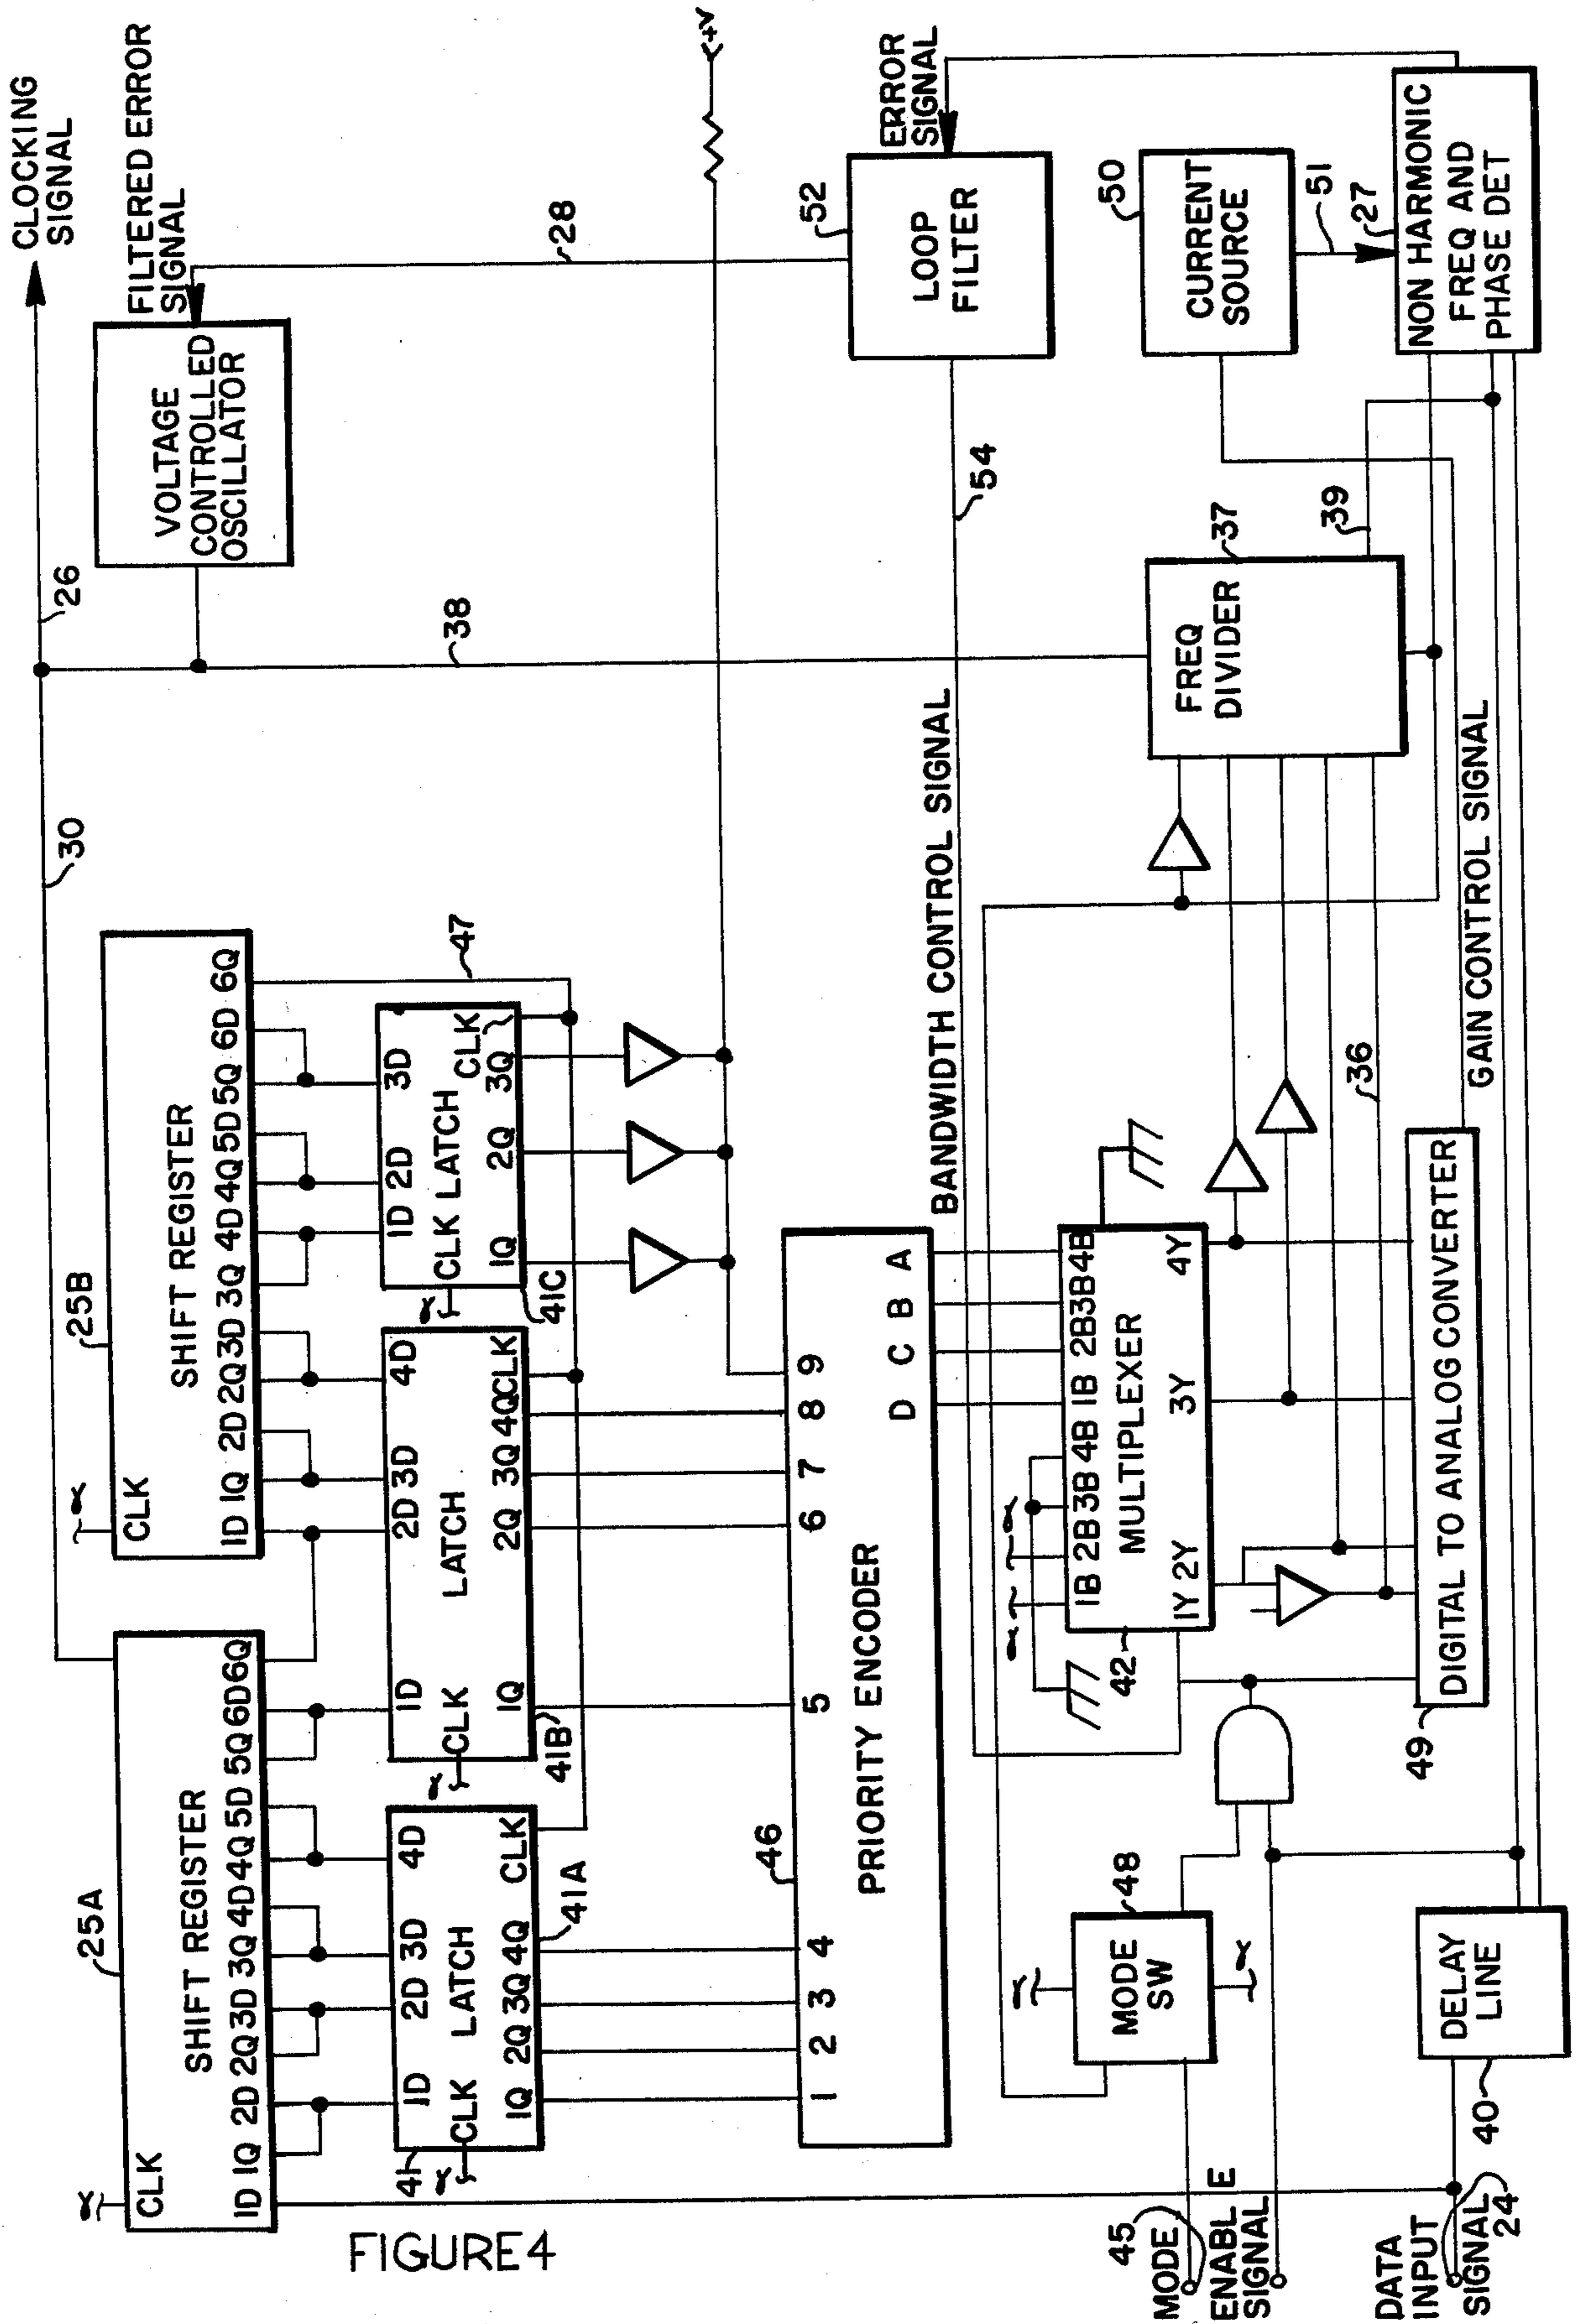 CLOCKING
SIGNAL
26
30
FILTERED ERROR
SIGNAL
VOLTAGE
CONTROLLED
OSCILLATOR
28
38
+V
25A
CLK
SHIFT REGISTER
1D 1Q 2D 2Q 3D 3Q 4D 4Q 5D 5Q 6D 6Q
25B
CLK
SHIFT REGISTER
1D 1Q 2D 2Q 3D 3Q 4D 4Q 5D 5Q 6D 6Q
47
41
1D 2D 3D 4D
CLK LATCH CLK
1Q 2Q 3Q 4Q
41A
1D 2D 3D 4D
CLK LATCH
1Q 2Q 3Q 4Q CLK
41B
1D 2D 3D
CLK LATCH CLK
1Q 2Q 3Q
41C
46
1 2 3 4 5 6 7 8 9
PRIORITY ENCODER
D C B A
BANDWIDTH CONTROL SIGNAL
54
52
LOOP
FILTER
ERROR
SIGNAL
50
CURRENT
SOURCE
51
27
NON HARMONIC
FREQ AND
PHASE DET
37
FREQ
DIVIDER
39
1B 2B 3B 4B 1B 2B 3B 4B
MULTIPLEXER
1Y 2Y 3Y 4Y
42
36
49
DIGITAL TO ANALOG CONVERTER
GAIN CONTROL SIGNAL
48
MODE
SW
DELAY
LINE
40
45
MODE
ENABLE
SIGNAL
DATA
INPUT
SIGNAL
24
FIGURE 4